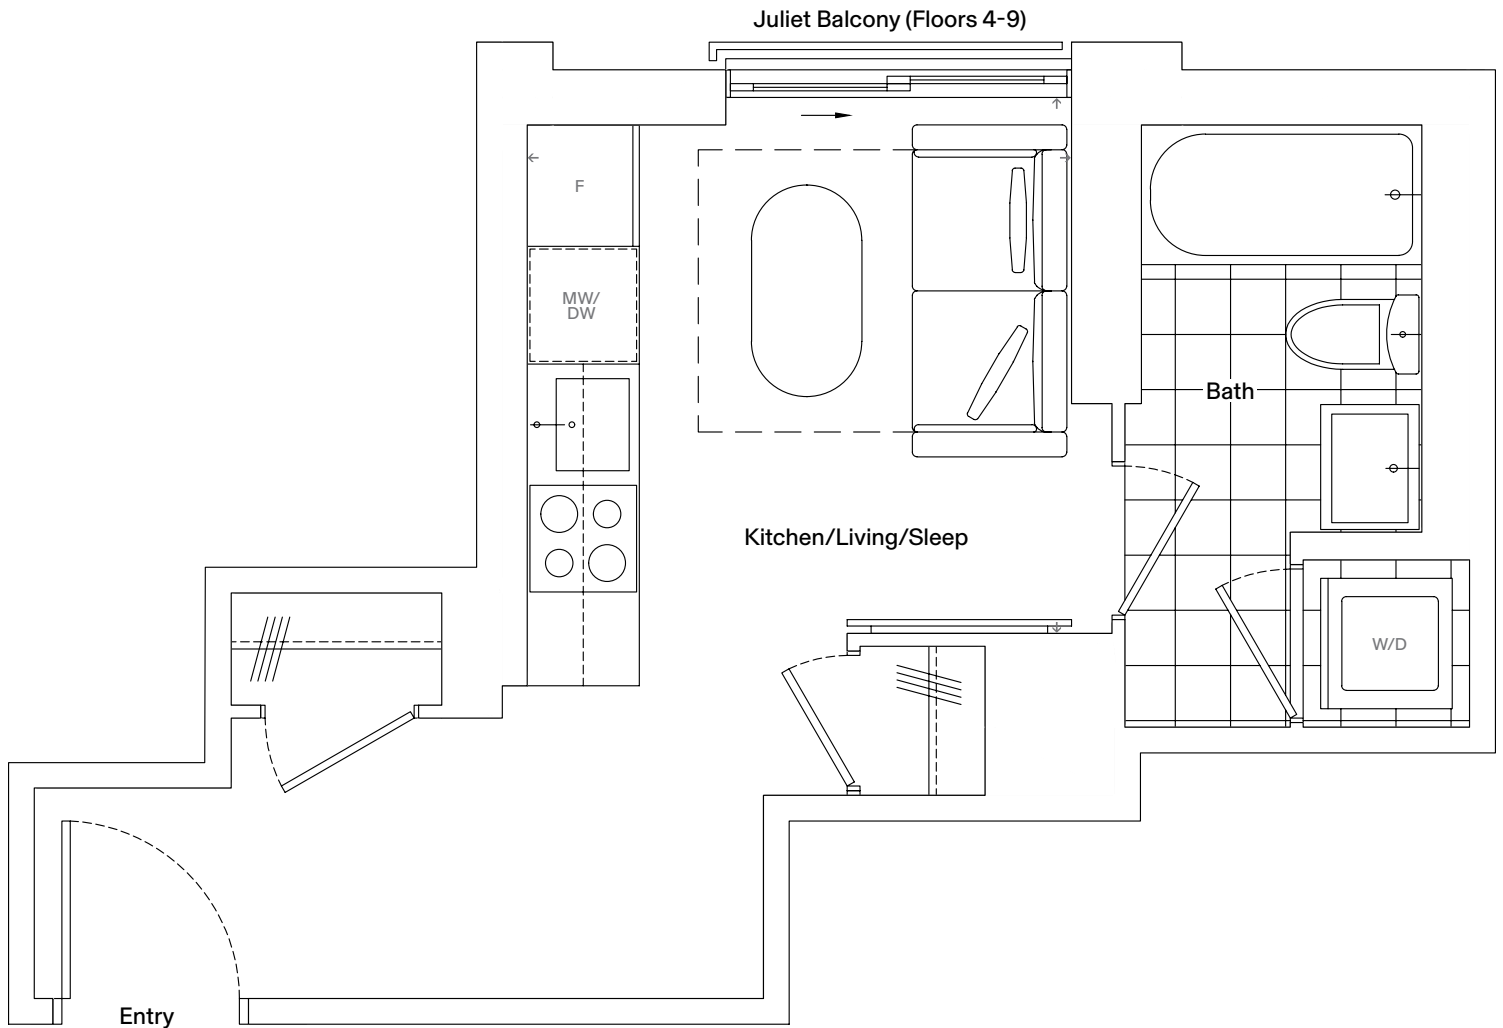 Juliet Balcony (Floors 4-9)
F
MW/
DW
Bath
Kitchen/Living/Sleep
W/D
Entry